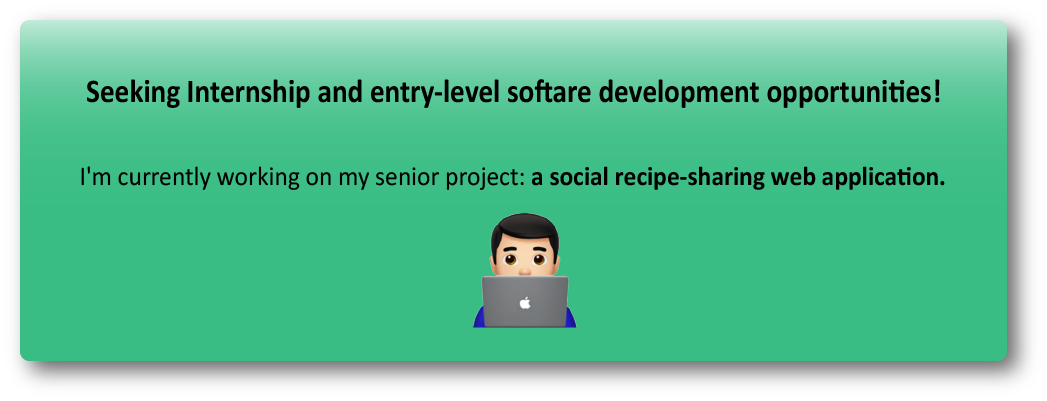 Seeking Internship and entry-level softare development opportunities!
I'm currently working on my senior project: a social recipe-sharing web application.